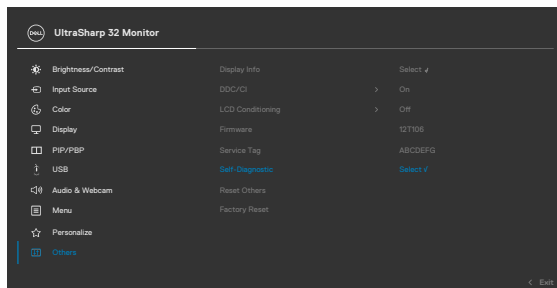 DELL UltraSharp 32 Monitor
Brightness/Contrast Display Info Select
Input Source DDC/CI > On
Color LCD Conditioning > Off
Display Firmware 12T106
PIP/PBP Service Tag ABCDEFG
USB Self-Diagnostic Select
Audio & Webcam Reset Others
Menu Factory Reset
Personalize
Others
< Exit